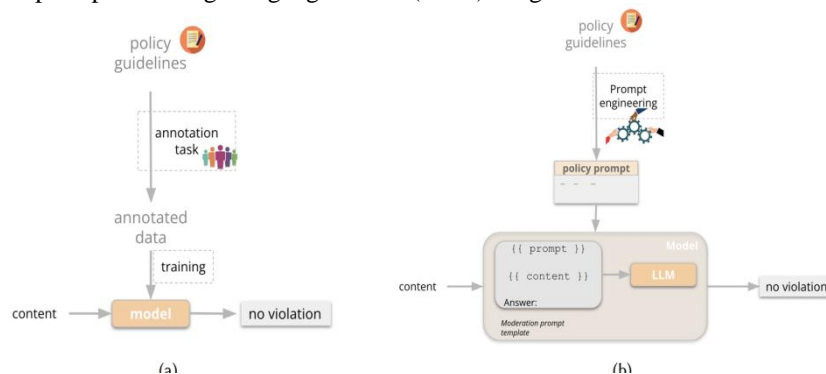 policy
guidelines
annotation
task
annotated
data
training
content
model
no violation
(a)
policy
guidelines
Prompt
engineering
policy prompt
Model
{{ prompt }}
{{ content }}
Answer:
LLM
Moderation prompt
template
content
no violation
(b)